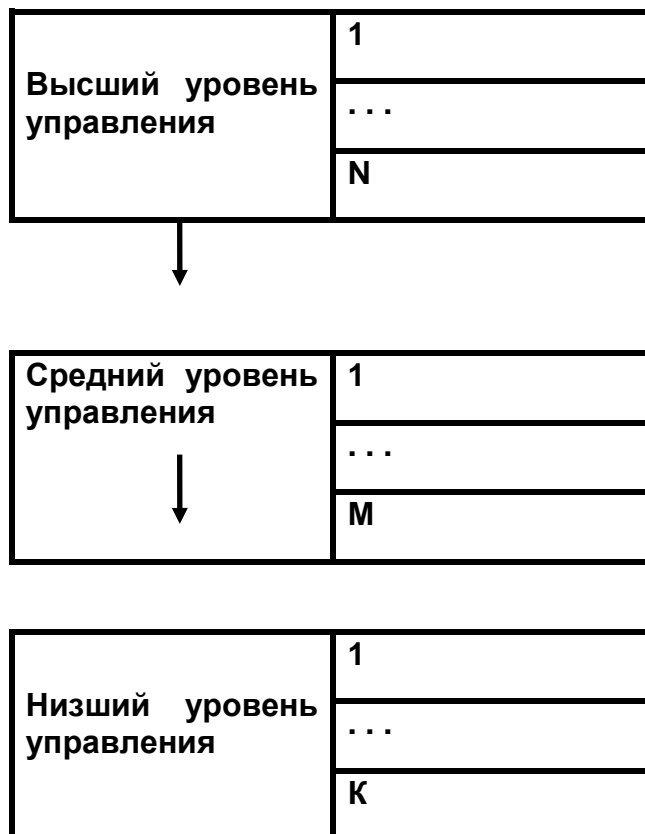 Высший уровень
управления
1
. . .
N
Средний уровень
управления
1
. . .
М
Низший уровень
управления
1
. . .
К